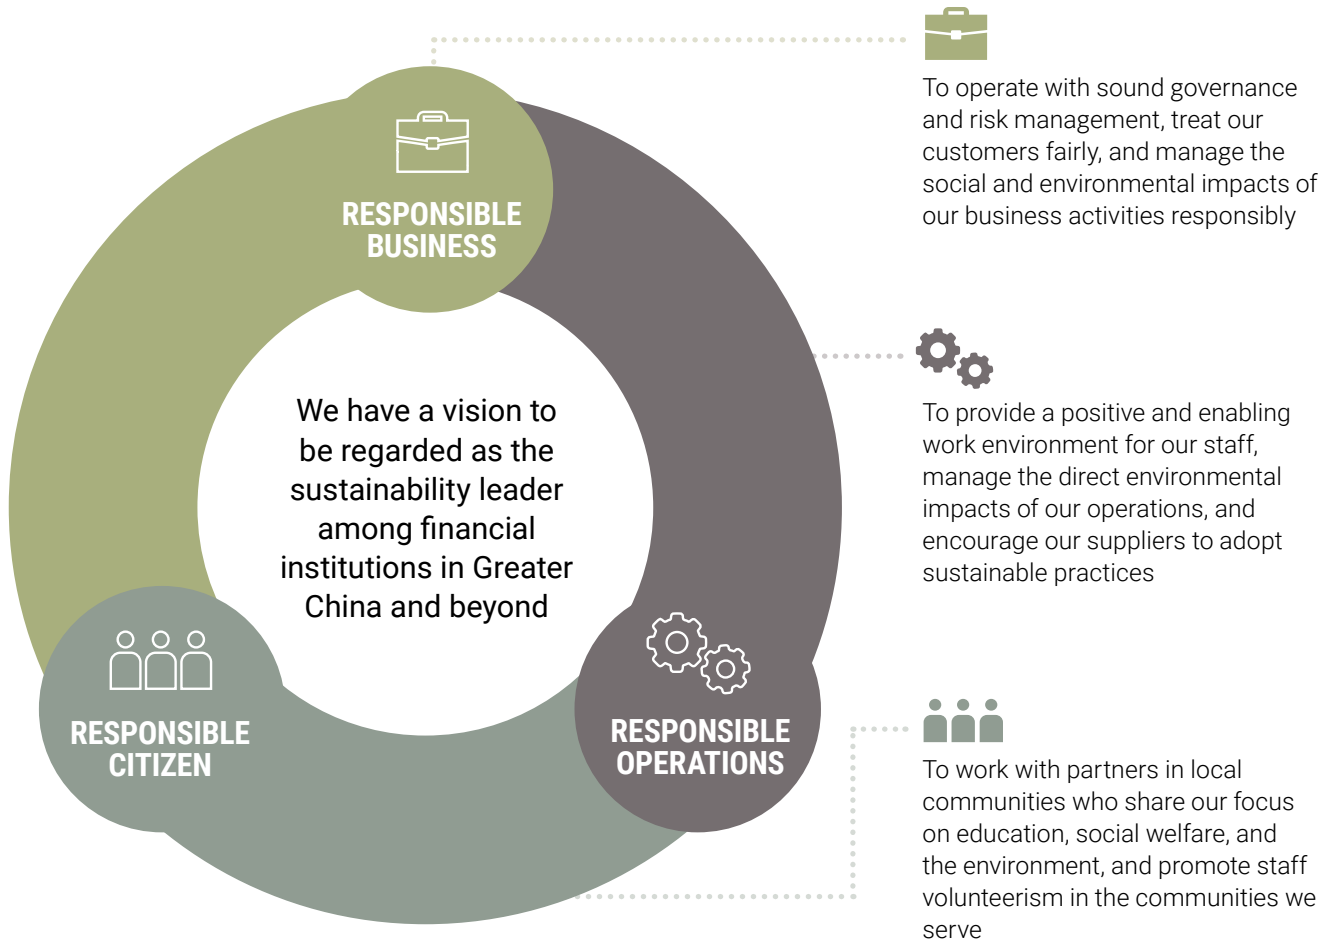 RESPONSIBLE
BUSINESS
We have a vision to
be regarded as the
sustainability leader
among financial
institutions in Greater
China and beyond
RESPONSIBLE
CITIZEN
RESPONSIBLE
OPERATIONS
To operate with sound governance
and risk management, treat our
customers fairly, and manage the
social and environmental impacts of
our business activities responsibly
To provide a positive and enabling
work environment for our staff,
manage the direct environmental
impacts of our operations, and
encourage our suppliers to adopt
sustainable practices
To work with partners in local
communities who share our focus
on education, social welfare, and
the environment, and promote staff
volunteerism in the communities we
serve